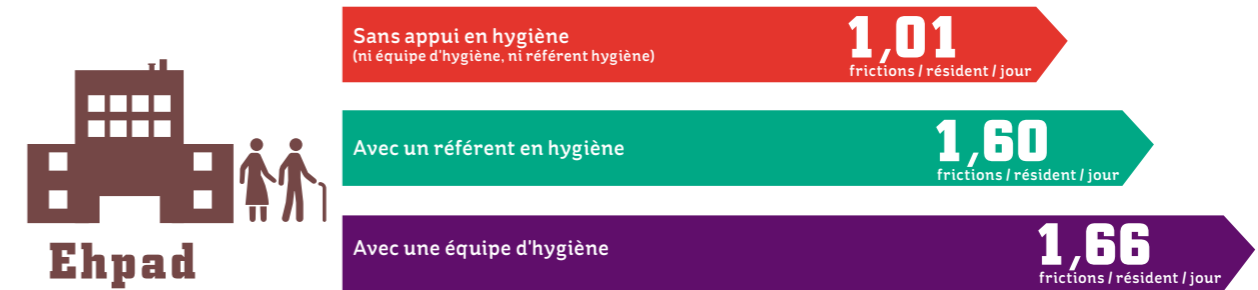 Sans appui en hygiène
(ni équipe d'hygiène, ni référent hygiène)
1,01
frictions / résident / jour
Avec un référent en hygiène
1,60
frictions / résident / jour
Avec une équipe d'hygiène
1,66
frictions / résident / jour
Ehpad